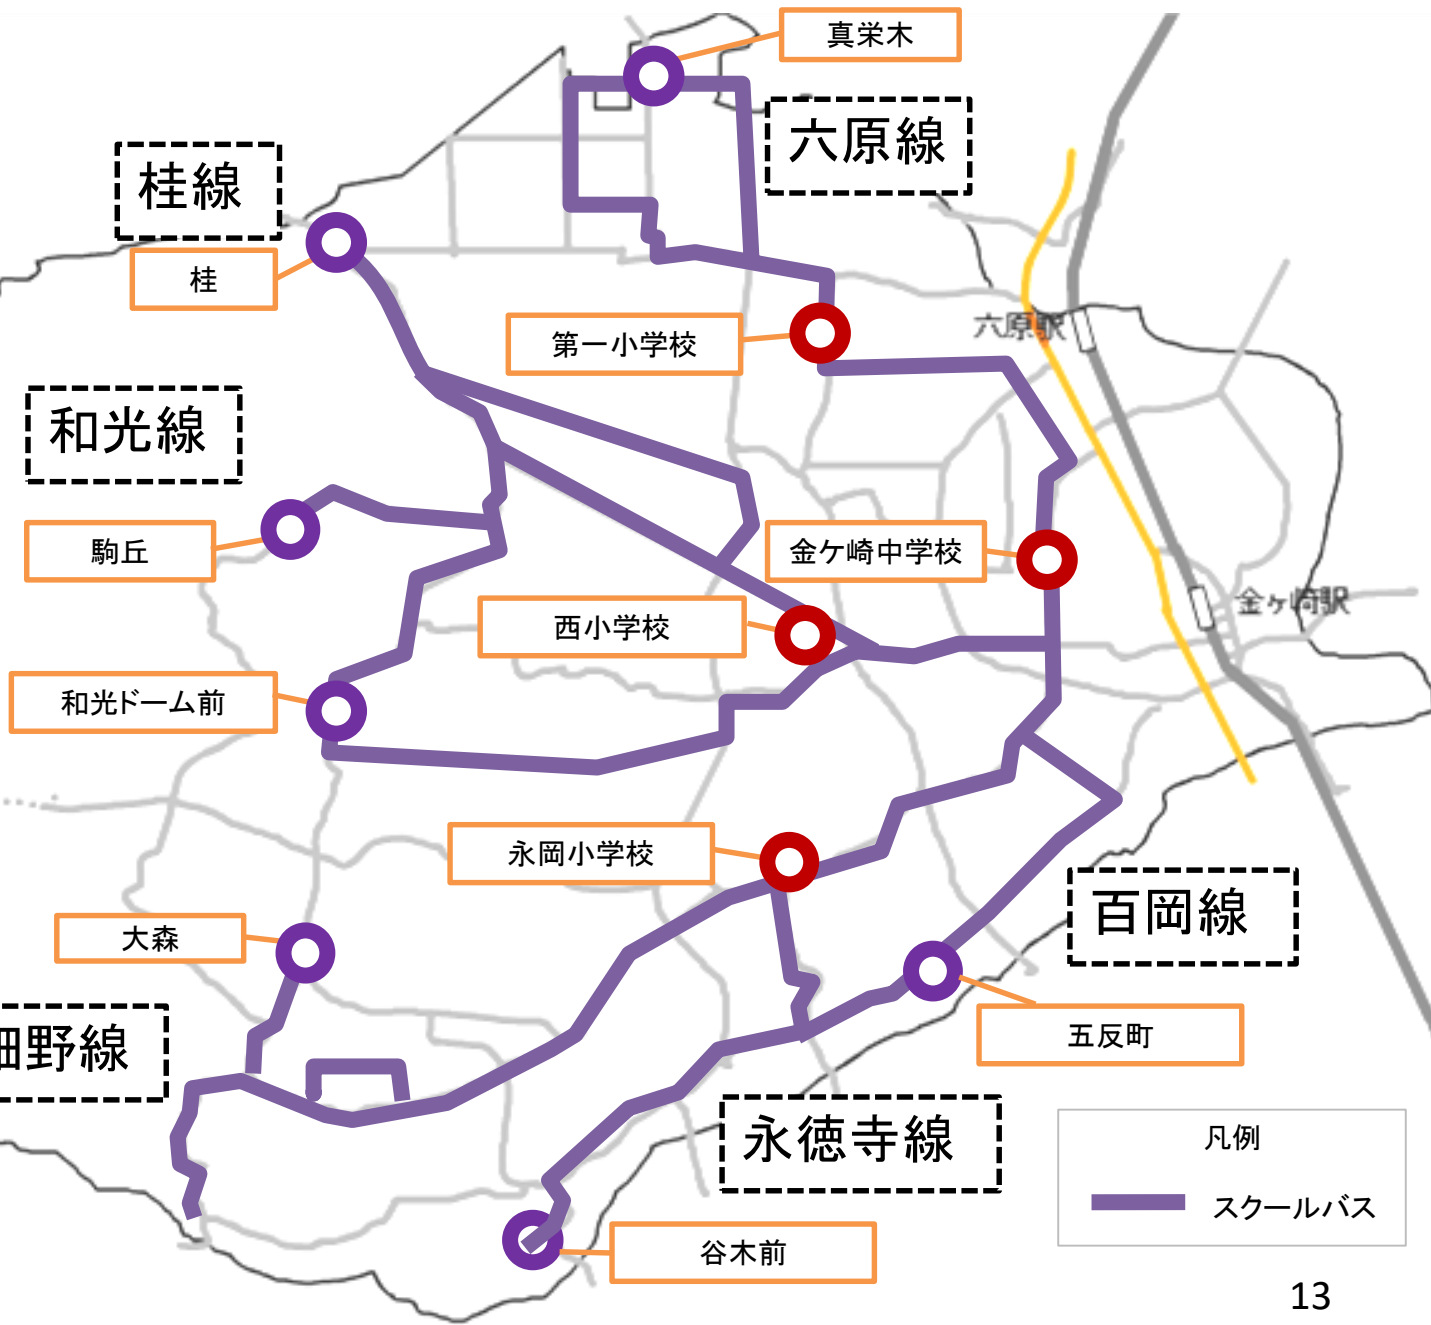 真栄木
六原線
桂線
桂
六原駅
第一小学校
和光線
金ケ崎中学校
駒丘
金ヶ崎駅
西小学校
和光ドーム前
永岡小学校
百岡線
大森
野線
五反町
永徳寺線
凡例
スクールバス
谷木前
13